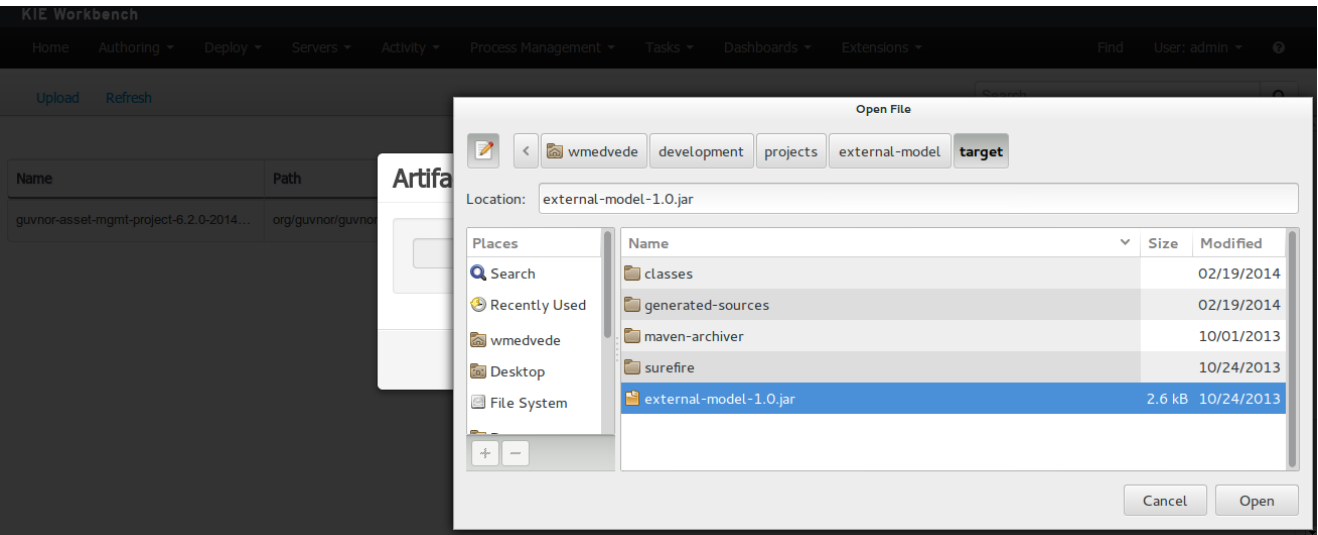 KIE Workbench
Home Authoring Deploy Servers Activity Process Management Tasks Dashboards Extensions Find User: admin
Upload Refresh Search
Open File
wmedvede development projects external-model target
Artifa
Location: external-model-1.0.jar
Name Path
guvnor-asset-mgmt-project-6.2.0-2014... org/guvnor/guvnor
Places Name Size Modified
Search classes 02/19/2014
Recently Used generated-sources 02/19/2014
wmedvede maven-archiver 10/01/2013
Desktop surefire 10/24/2013
File System external-model-1.0.jar 2.6 kB 10/24/2013
Cancel Open